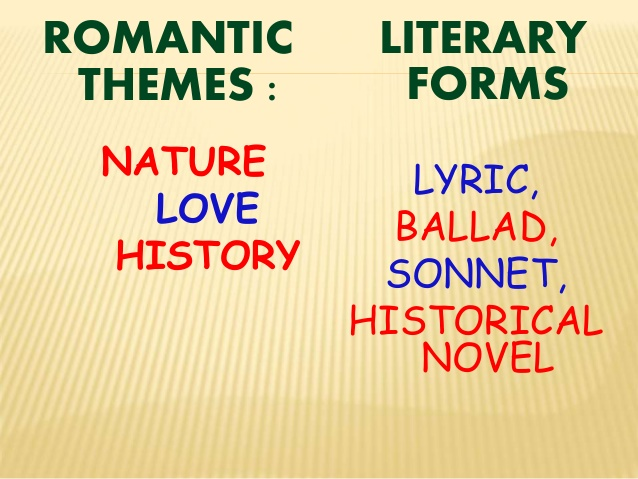 ROMANTIC
THEMES :
NATURE
LOVE
HISTORY
LITERARY
FORMS
LYRIC,
BALLAD,
SONNET,
HISTORICAL
NOVEL